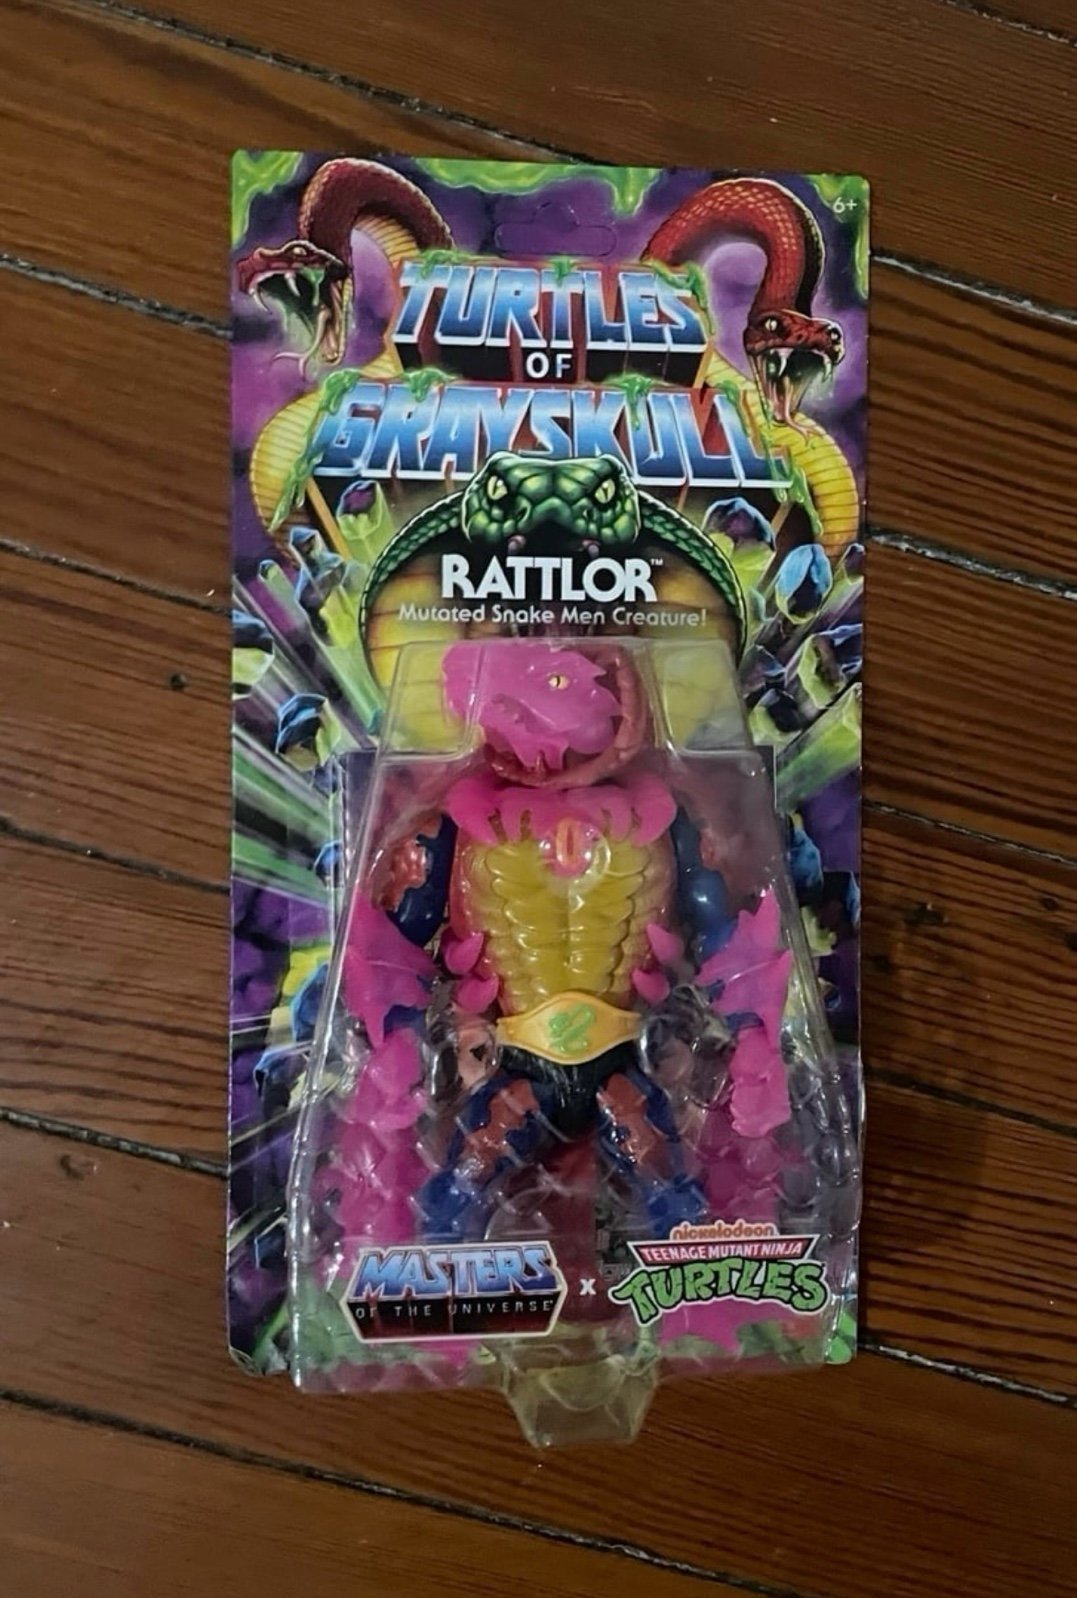 6+
TURTLES
OF
GRAYSKULL
RATTLOR™
Mutated Snake Men Creature!
MASTERS
OF THE UNIVERSE
x
nickelodeon
TEENAGE MUTANT NINJA
TURTLES